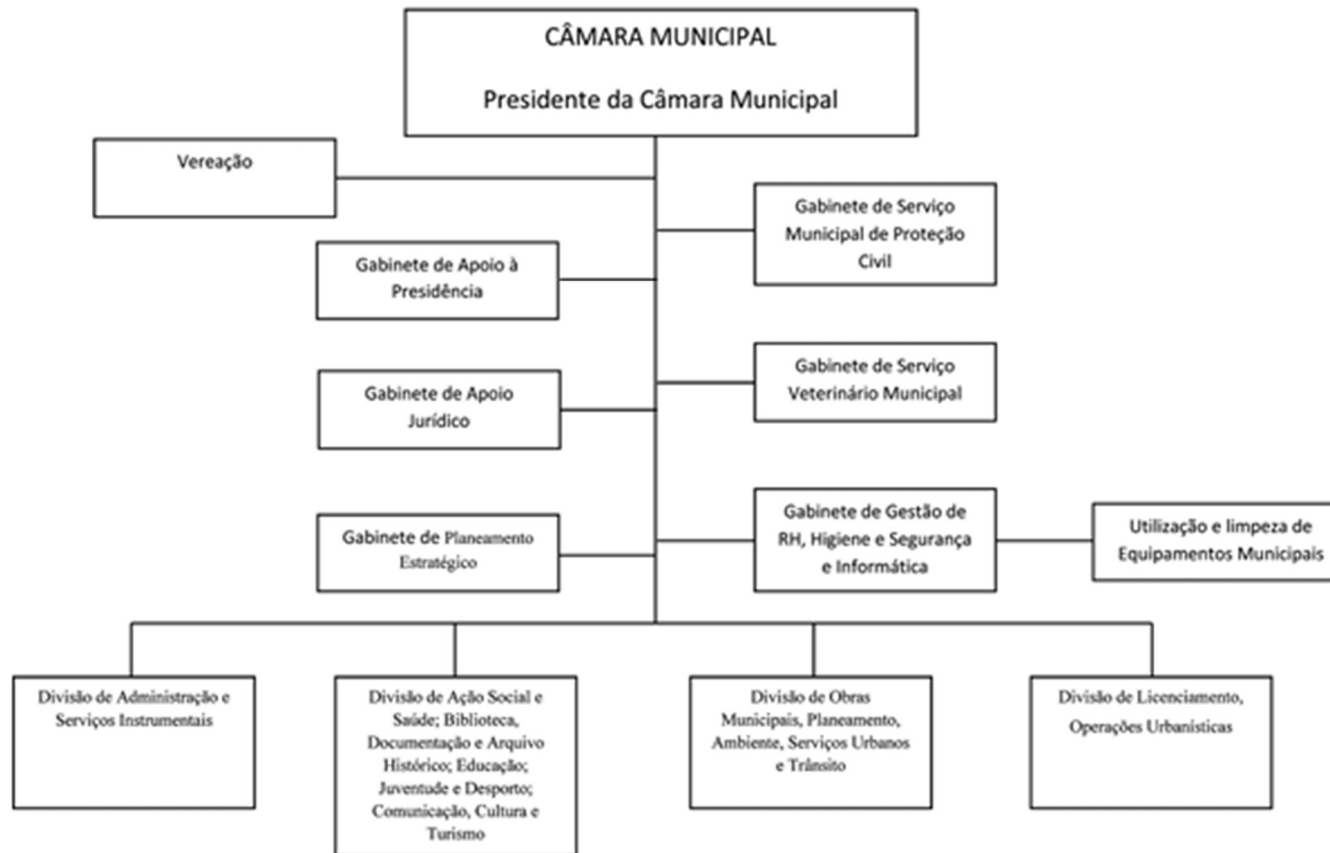 CÂMARA MUNICIPAL
Presidente da Câmara Municipal
Vereação
Gabinete de Serviço
Municipal de Proteção
Civil
Gabinete de Apoio à
Presidência
Gabinete de Serviço
Veterinário Municipal
Gabinete de Apoio
Jurídico
Gabinete de Gestão de
RH, Higiene e Segurança
e Informática
Utilização e limpeza de
Equipamentos Municipais
Gabinete de Planeamento
Estratégico
Divisão de Administração e
Serviços Instrumentais
Divisão de Ação Social e
Saúde; Biblioteca,
Documentação e Arquivo
Histórico; Educação;
Juventude e Desporto;
Comunicação, Cultura e
Turismo
Divisão de Obras
Municipais, Planeamento,
Ambiente, Serviços Urbanos
e Trânsito
Divisão de Licenciamento,
Operações Urbanísticas